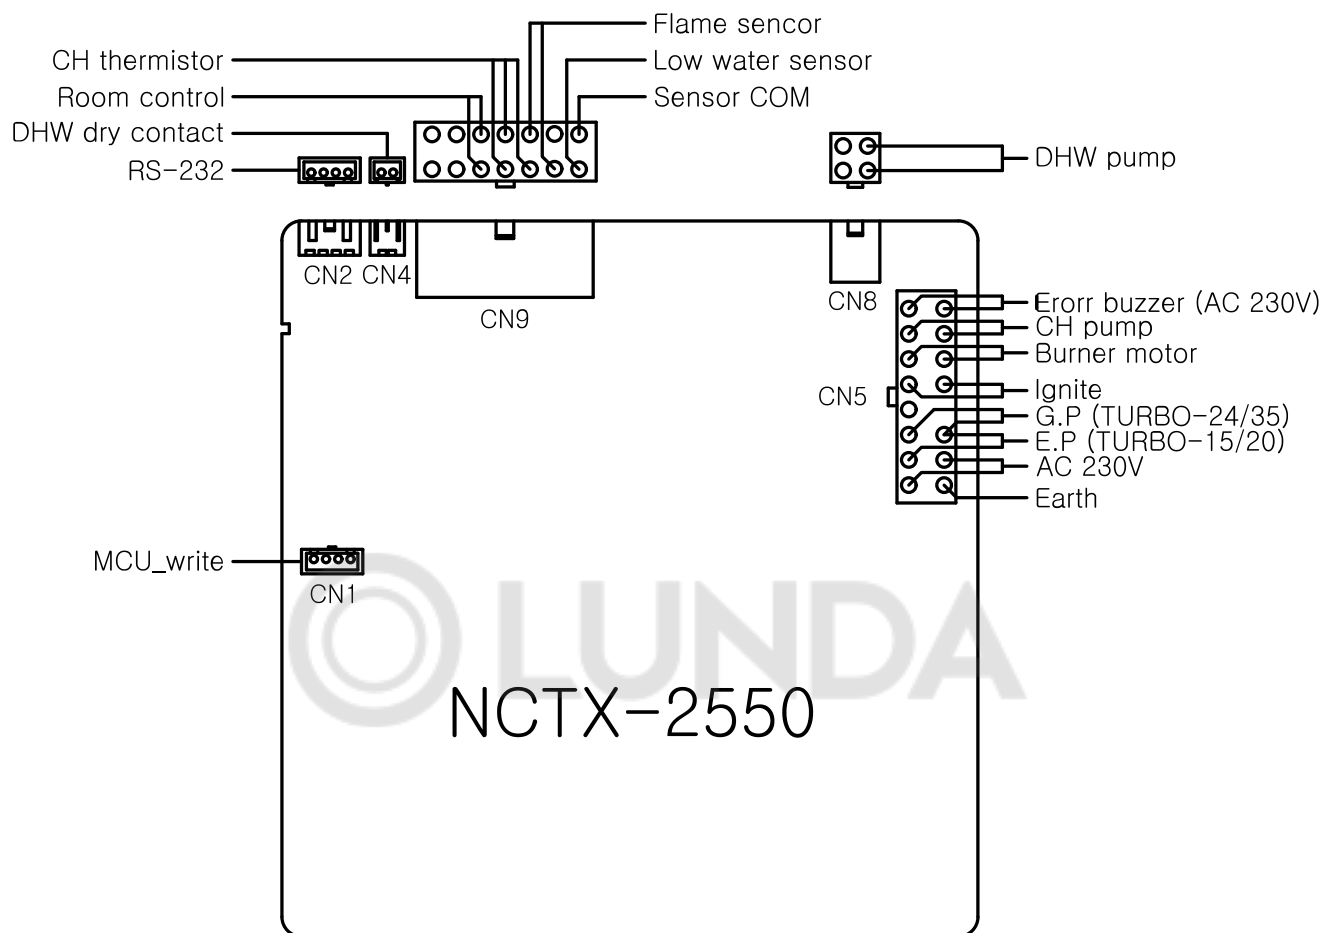 Flame sencor
CH thermistor
Low water sensor
Room control
Sensor COM
DHW dry contact
RS-232
DHW pump
CN2
CN4
CN9
CN8
Erorr buzzer (AC 230V)
CH pump
Burner motor
CN5
Ignite
G.P (TURBO-24/35)
E.P (TURBO-15/20)
AC 230V
Earth
MCU_write
CN1
LUNDA
NCTX-2550